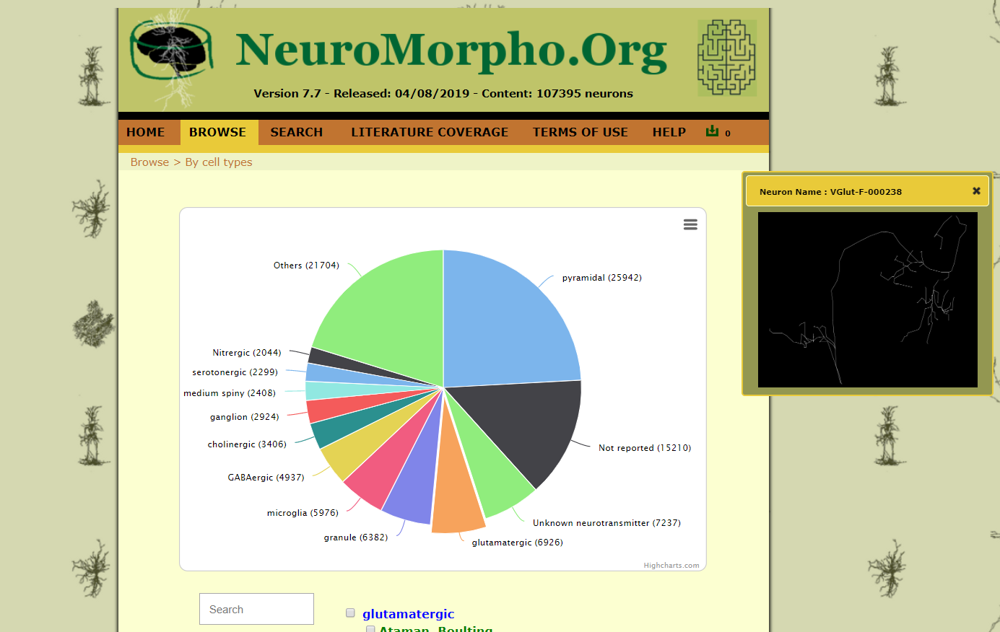 NeuroMorpho.Org
Version 7.7 - Released: 04/08/2019 - Content: 107395 neurons
HOME BROWSE SEARCH LITERATURE COVERAGE TERMS OF USE HELP 0
Browse > By cell types
Neuron Name : VGlut-F-000238
Others (21704)
pyramidal (25942)
Nitrergic (2044)
serotonergic (2299)
medium spiny (2408)
ganglion (2924)
cholinergic (3406)
Not reported (15210)
GABAergic (4937)
microglia (5976)
Unknown neurotransmitter (7237)
granule (6382)
glutamatergic (6926)
Highcharts.com
Search
glutamatergic
Ataman_Boulting